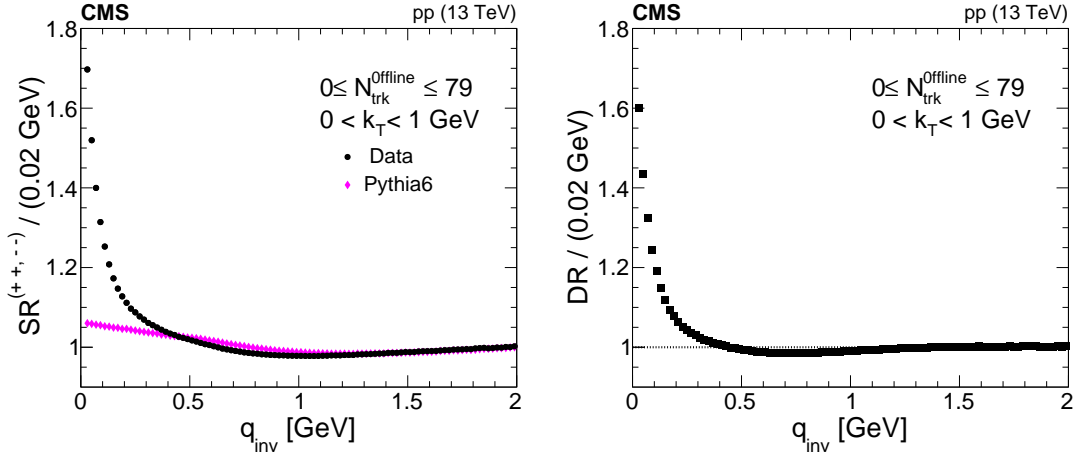 CMS pp (13 TeV)
SR(+ +, - -) / (0.02 GeV)
1.8
1.6
1.4
1.2
1
0≤ N_trk^0ffline ≤ 79
0 < k_T < 1 GeV
Data
Pythia6
0 0.5 1 1.5 2
q_inv [GeV]
CMS pp (13 TeV)
DR / (0.02 GeV)
1.8
1.6
1.4
1.2
1
0≤ N_trk^0ffline ≤ 79
0 < k_T < 1 GeV
0 0.5 1 1.5 2
q_inv [GeV]